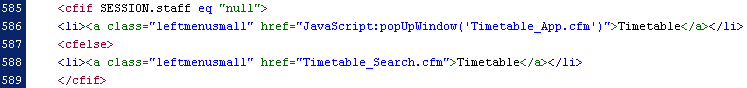 585 <cfif SESSION.staff eq "null">
586 <li><a class="leftmenusmall" href="JavaScript:popUpWindow('Timetable_App.cfm')">Timetable</a></li>
587 <cfelse>
588 <li><a class="leftmenusmall" href="Timetable_Search.cfm">Timetable</a></li>
589 </cfif>